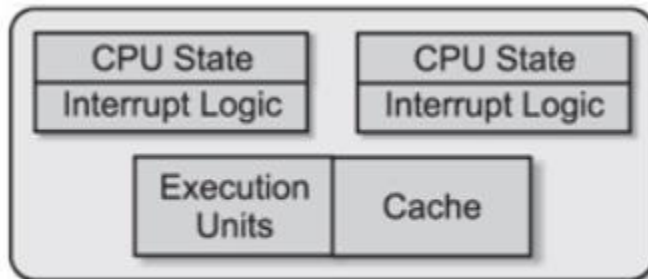 CPU State
Interrupt Logic
CPU State
Interrupt Logic
Execution
Units
Cache